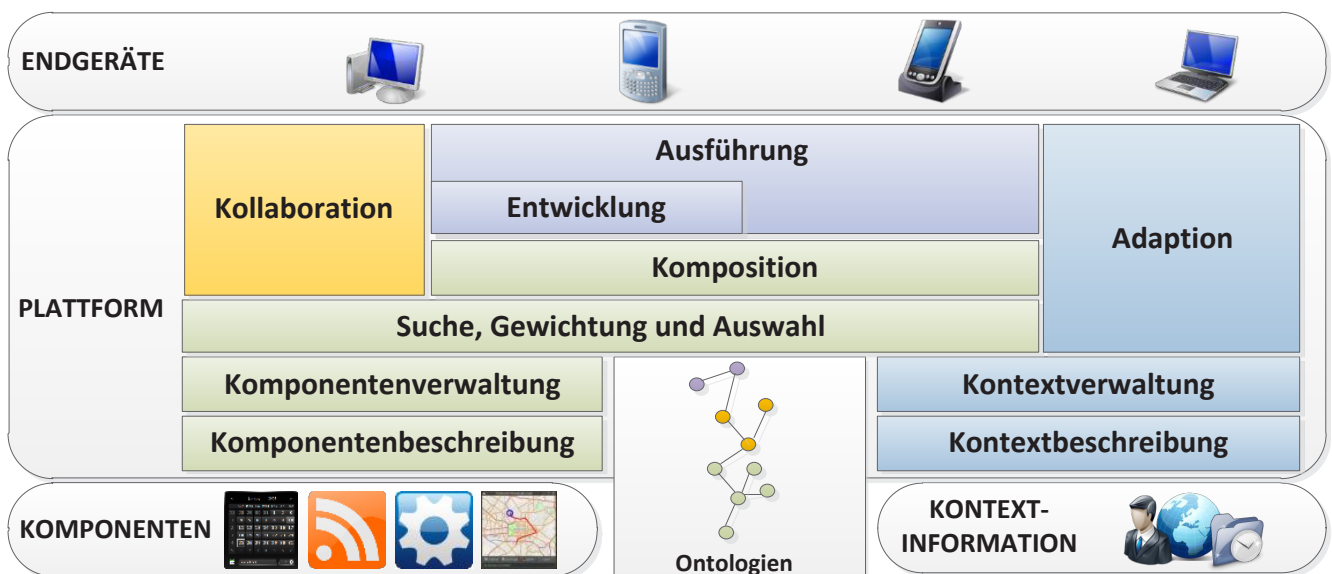 ENDGERÄTE
Ausführung
Kollaboration
Entwicklung
Adaption
Komposition
PLATTFORM
Suche, Gewichtung und Auswahl
Komponentenverwaltung
Kontextverwaltung
Komponentenbeschreibung
Kontextbeschreibung
KOMPONENTEN
KONTEXT-
INFORMATION
Ontologien